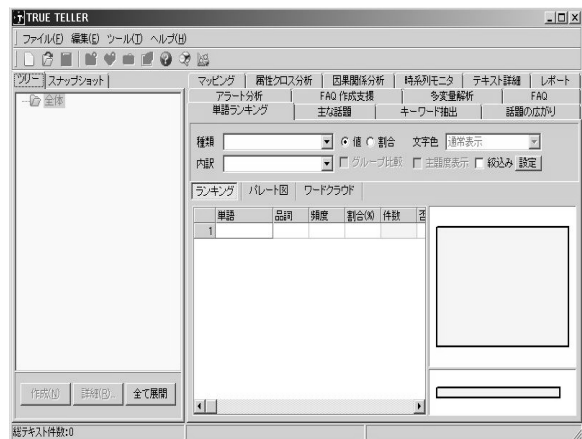 TRUE TELLER
ファイル(F) 編集(E) ツール(T) ヘルプ(H)
ツリー スナップショット
全体
マッピング 属性クロス分析 因果関係分析 時系列モニタ テキスト詳細 レポート
アラート分析 FAQ作成支援 多変量解析 FAQ
単語ランキング 主な話題 キーワード抽出 話題の広がり
種類 値 割合 文字色 通常表示
内訳 グループ比較 主題度表示 絞込み 設定
ランキング パレート図 ワードクラウド
単語 品詞 頻度 割合(%) 件数 否
1
作成(N) 詳細(R)... 全て展開
総テキスト件数:0